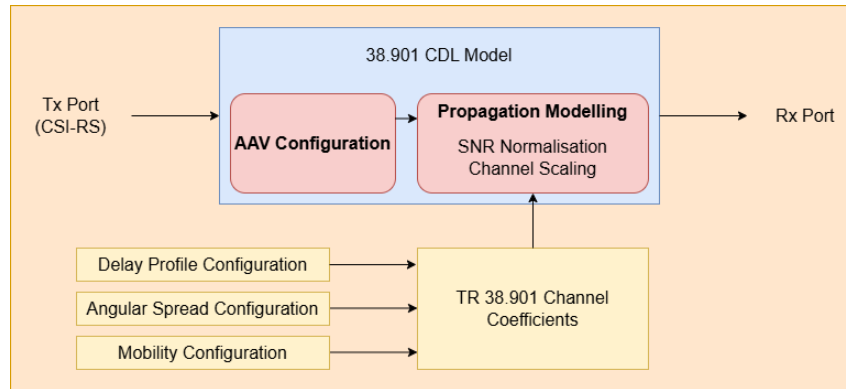 38.901 CDL Model
Tx Port
(CSI-RS)
AAV Configuration
Propagation Modelling
SNR Normalisation
Channel Scaling
Rx Port
Delay Profile Configuration
Angular Spread Configuration
Mobility Configuration
TR 38.901 Channel
Coefficients